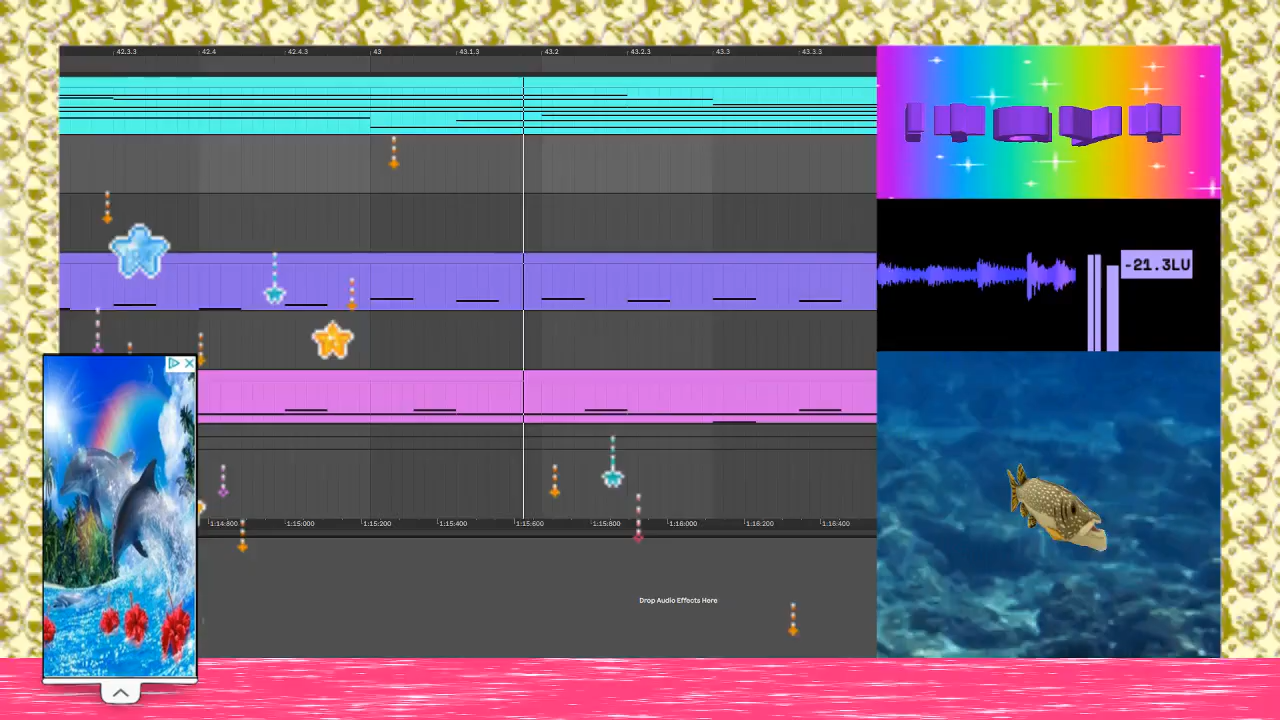 42.3.3 42.4 42.4.3 43 43.1.3 43.2 43.2.3 43.3 43.3.3
-21.3LU
1:14:800 1:15:000 1:15:200 1:15:400 1:15:600 1:15:800 1:16:000 1:16:200 1:16:400
Drop Audio Effects Here